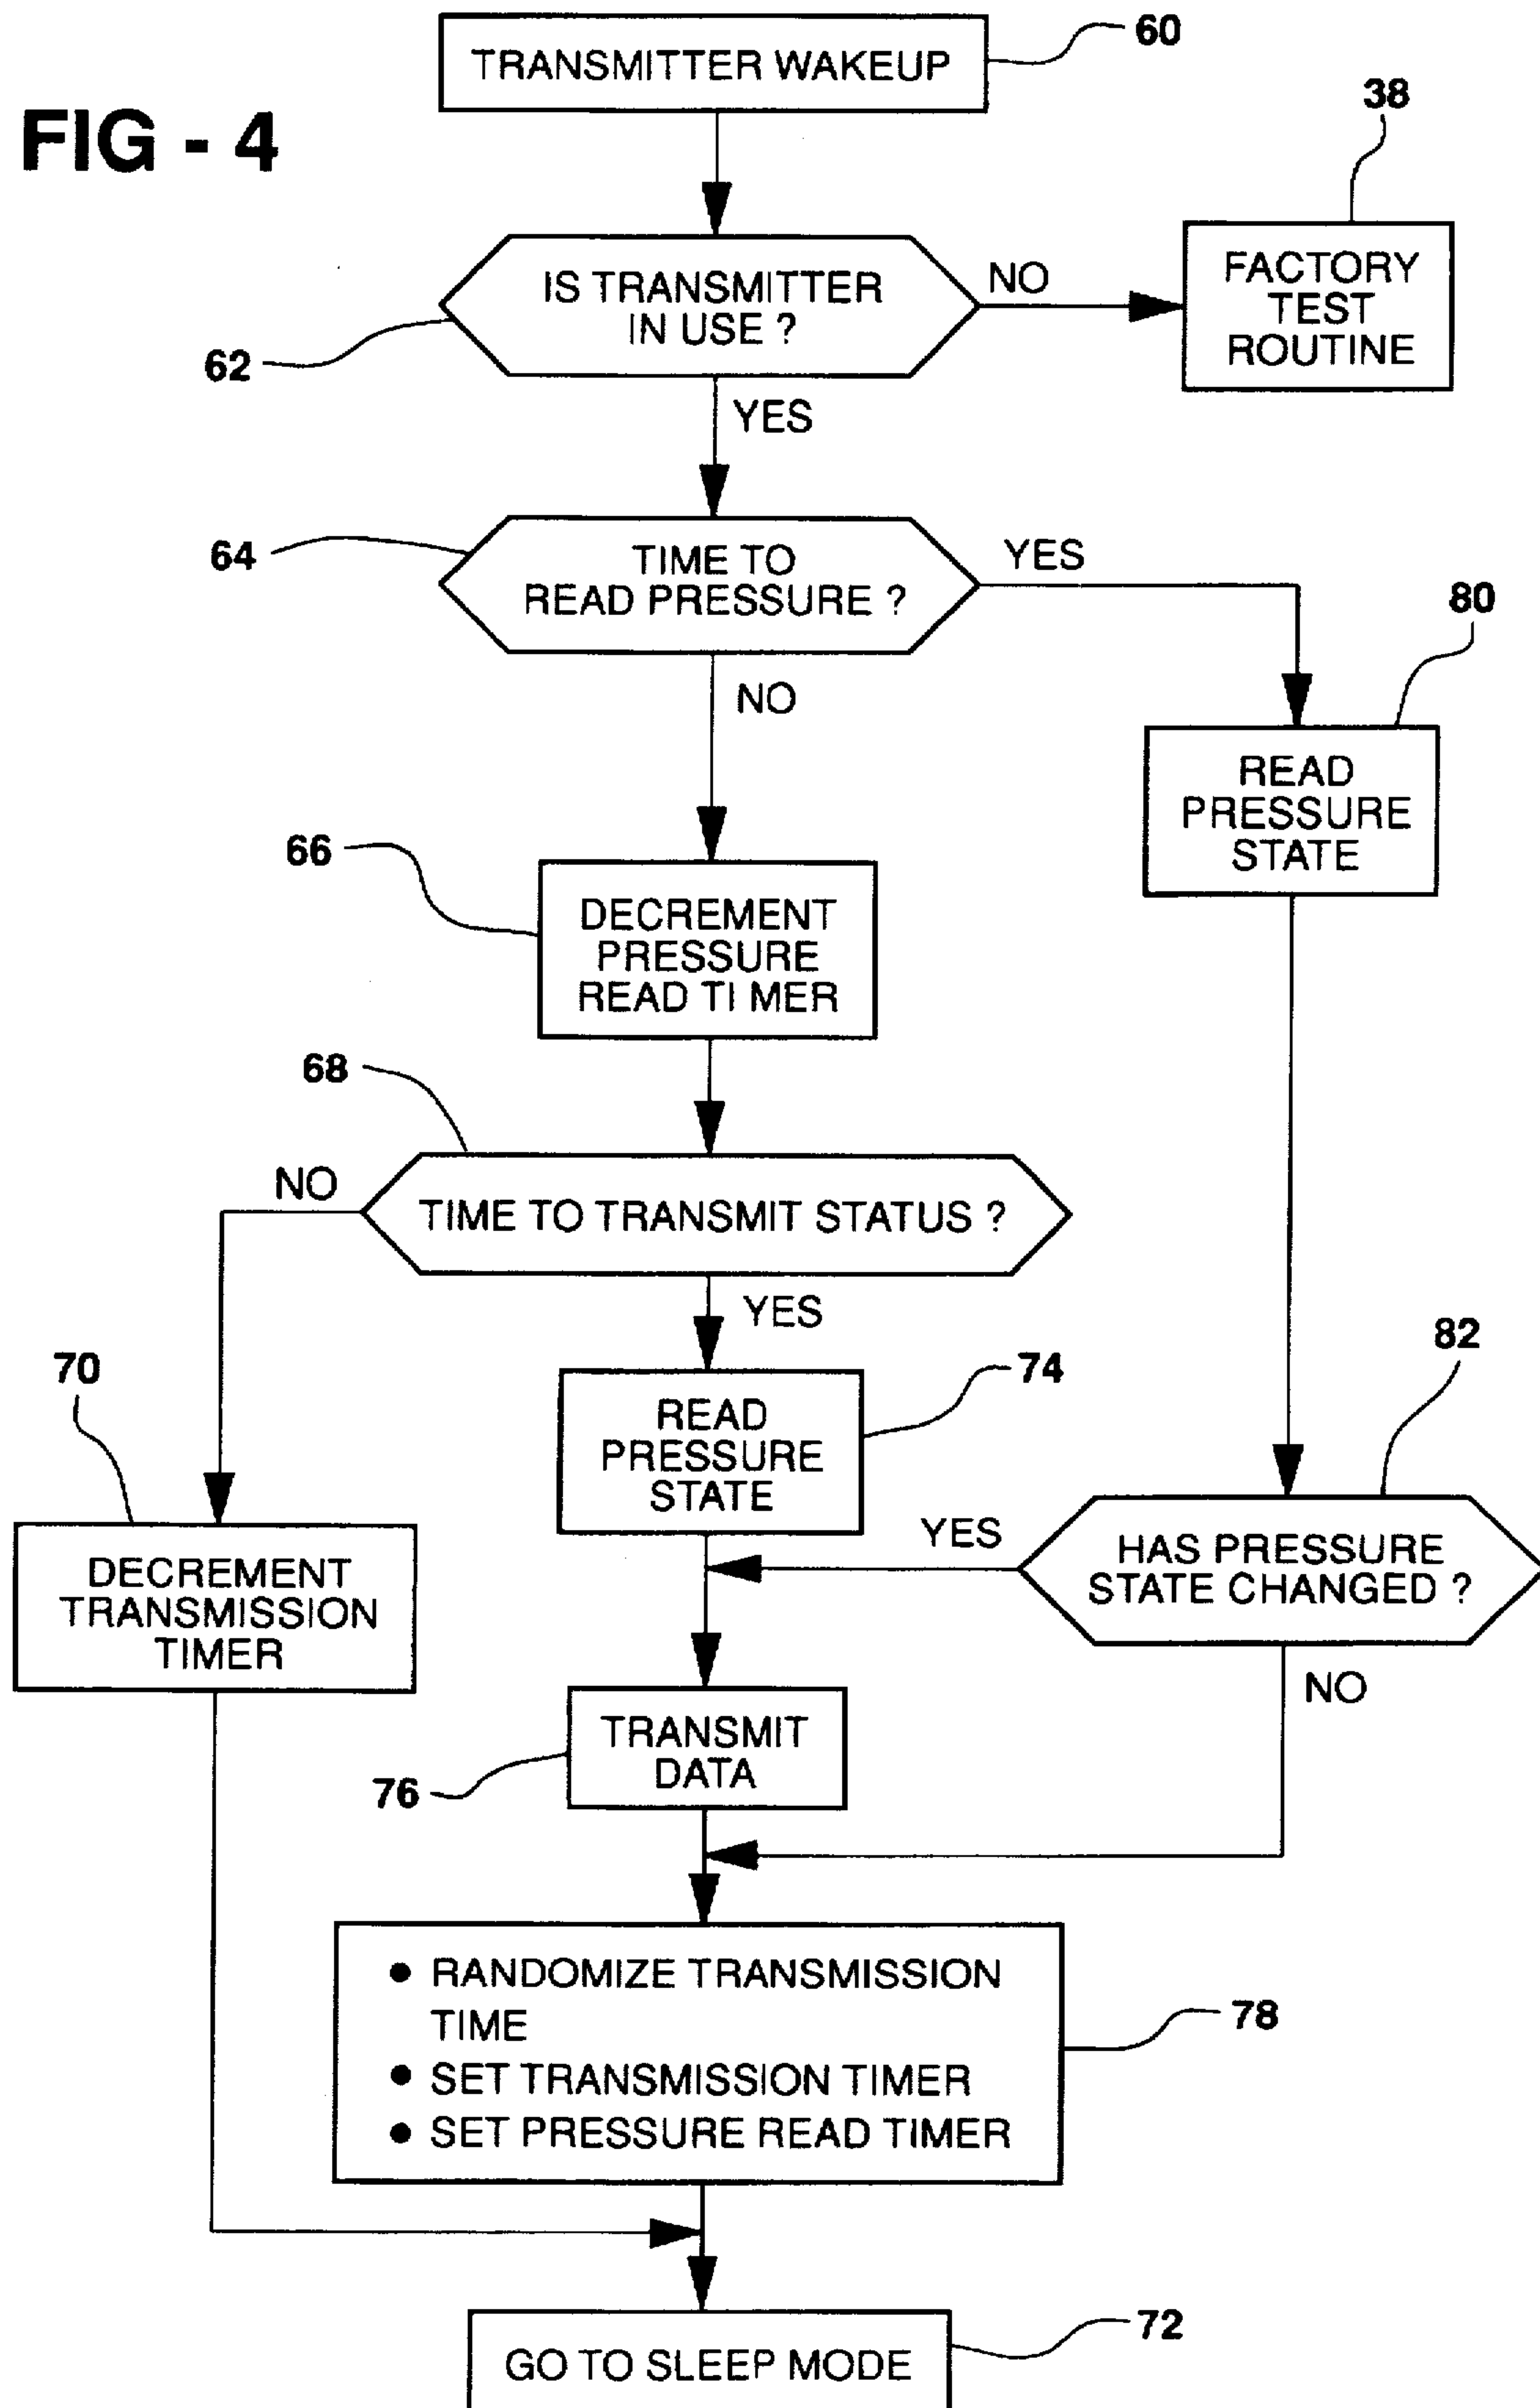 FIG - 4
TRANSMITTER WAKEUP
60
38
IS TRANSMITTER
IN USE ?
NO
FACTORY
TEST
ROUTINE
62
YES
64
TIME TO
READ PRESSURE ?
YES
80
NO
READ
PRESSURE
STATE
66
DECREMENT
PRESSURE
READ TI MER
68
NO
TIME TO TRANSMIT STATUS ?
YES
82
70
74
READ
PRESSURE
STATE
YES
HAS PRESSURE
STATE CHANGED ?
DECREMENT
TRANSMISSION
TIMER
NO
TRANSMIT
DATA
76
● RANDOMIZE TRANSMISSION
TIME
● SET TRANSMISSION TIMER
● SET PRESSURE READ TIMER
78
72
GO TO SLEEP MODE